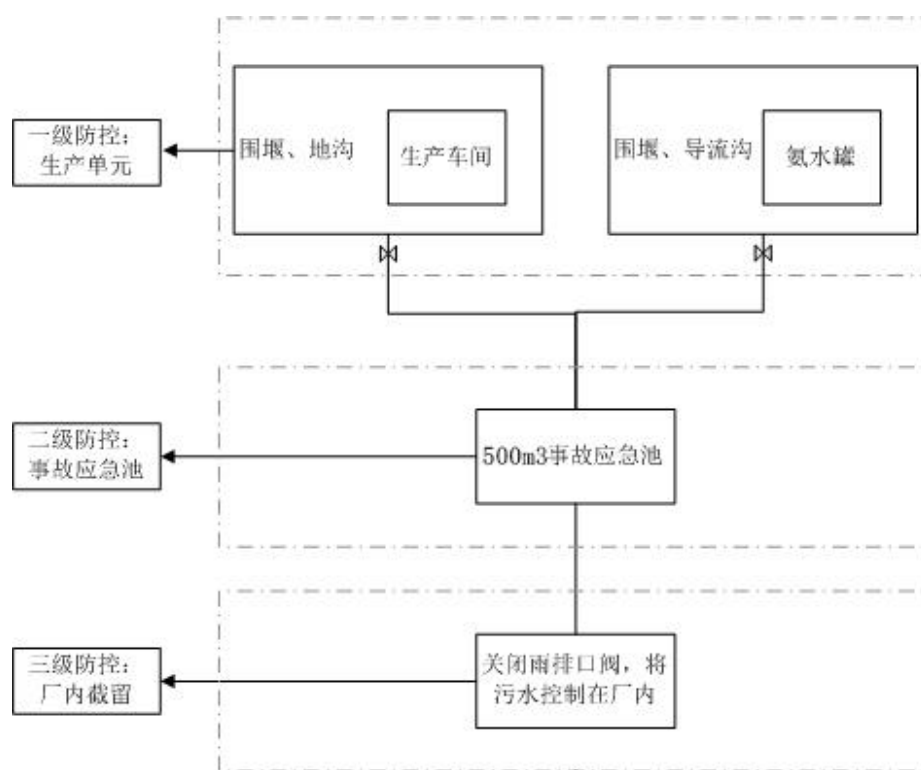 一级防控：
生产单元
围堰、地沟
生产车间
围堰、导流沟
氨水罐
二级防控：
事故应急池
500m3事故应急池
三级防控：
厂内截留
关闭雨排口阀，将
污水控制在厂内